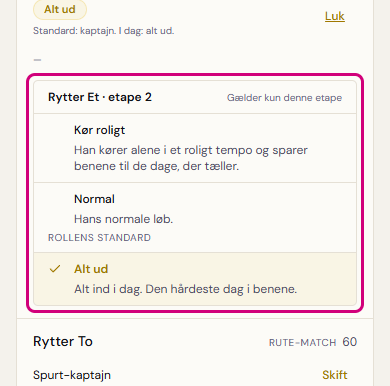 Alt ud
Luk
Standard: kaptajn. I dag: alt ud.
–
Rytter Et · etape 2
Gælder kun denne etape
Kør roligt
Han kører alene i et roligt tempo og sparer
benene til de dage, der tæller.
Normal
Hans normale løb.
ROLLENS STANDARD
Alt ud
Alt ind i dag. Den hårdeste dag i benene.
Rytter To
RUTE-MATCH 60
Spurt-kaptajn
Skift